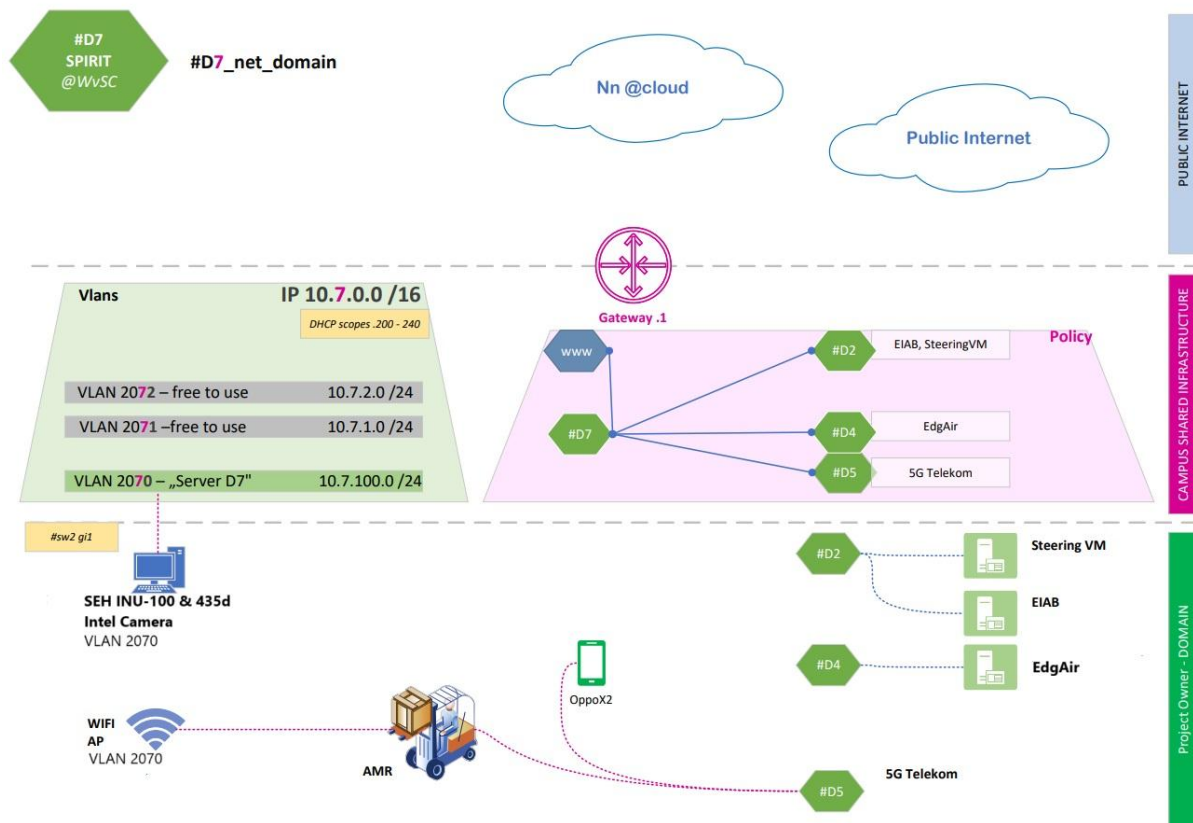 #D7
SPIRIT
@WvSC
#D7_net_domain
Nn @cloud
Public Internet
PUBLIC INTERNET
Vlans
IP 10.7.0.0 /16
DHCP scopes .200 - 240
VLAN 2072 – free to use 10.7.2.0 /24
VLAN 2071 –free to use 10.7.1.0 /24
VLAN 2070 – „Server D7" 10.7.100.0 /24
Gateway .1
Policy
www
#D2
EIAB, SteeringVM
#D7
#D4
EdgAir
#D5
5G Telekom
CAMPUS SHARED INFRASTRUCTURE
#sw2 gi1
SEH INU-100 & 435d
Intel Camera
VLAN 2070
WIFI
AP
VLAN 2070
AMR
OppoX2
#D2
Steering VM
EIAB
#D4
EdgAir
#D5
5G Telekom
Project Owner - DOMAIN